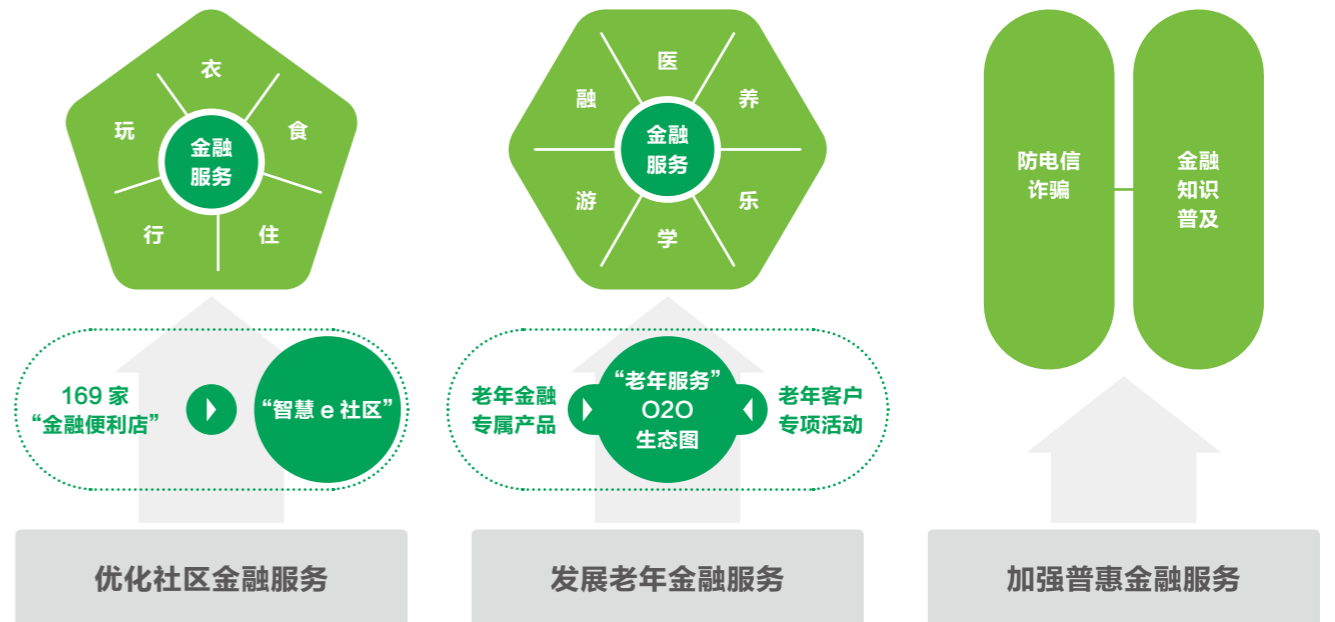 衣
食
住
行
玩
金融
服务
169 家
“金融便利店”
“智慧 e 社区”
优化社区金融服务
医
养
乐
学
游
融
金融
服务
老年金融
专属产品
“老年服务”
O2O
生态图
老年客户
专项活动
发展老年金融服务
防电信
诈骗
金融
知识
普及
加强普惠金融服务